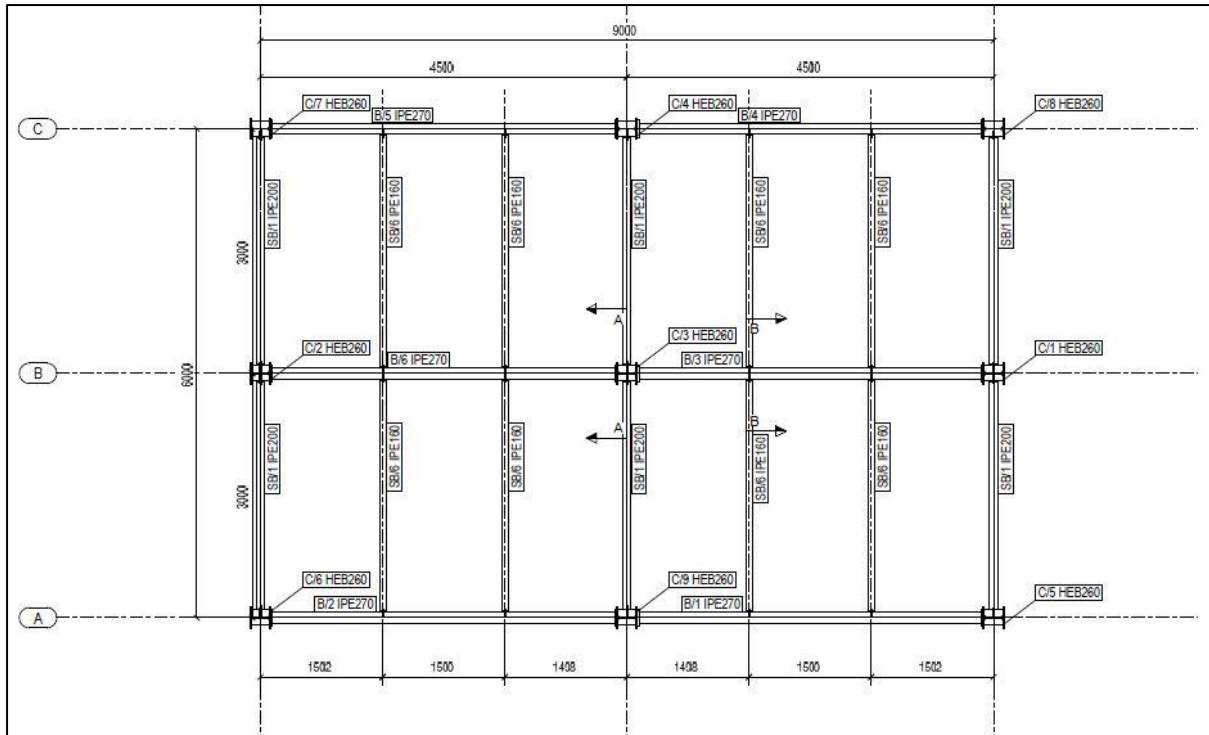 9000
4500 4500
C/7 HEB260 C/4 HEB260 C/8 HEB260
B/5 IPE270 B/4 IPE270
C
SB/1 IPE200 SB/6 IPE160 SB/6 IPE160 SB/1 IPE200 SB/6 IPE160 SB/6 IPE160 SB/1 IPE200
3000
A B
C/2 HEB260 C/3 HEB260 C/1 HEB260
B/6 IPE270 B/3 IPE270
B
6000
A B
SB/1 IPE200 SB/6 IPE160 SB/6 IPE160 SB/1 IPE200 SB/6 IPE160 SB/6 IPE160 SB/1 IPE200
3000
C/6 HEB260 C/9 HEB260 C/5 HEB260
B/2 IPE270 B/1 IPE270
A
1502 1500 1498 1498 1500 1502